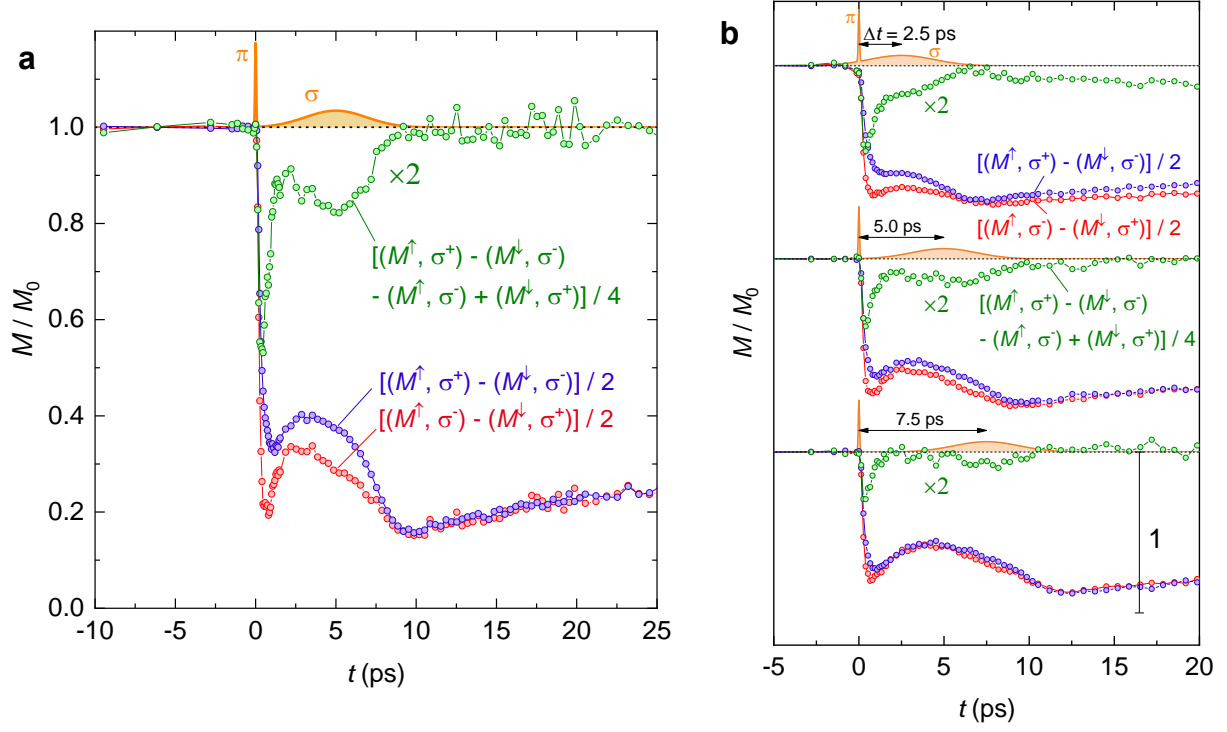 a
π
σ
1.0
0.8
0.6
0.4
0.2
0.0
M / M₀
×2
[(M↑, σ⁺) - (M↓, σ⁻)
- (M↑, σ⁻) + (M↓, σ⁺)] / 4
[(M↑, σ⁺) - (M↓, σ⁻)] / 2
[(M↑, σ⁻) - (M↓, σ⁺)] / 2
-10 -5 0 5 10 15 20 25
t (ps)
b
π
Δt = 2.5 ps
σ
×2
[(M↑, σ⁺) - (M↓, σ⁻)] / 2
[(M↑, σ⁻) - (M↓, σ⁺)] / 2
5.0 ps
×2
[(M↑, σ⁺) - (M↓, σ⁻)
- (M↑, σ⁻) + (M↓, σ⁺)] / 4
7.5 ps
×2
1
M / M₀
-5 0 5 10 15 20
t (ps)